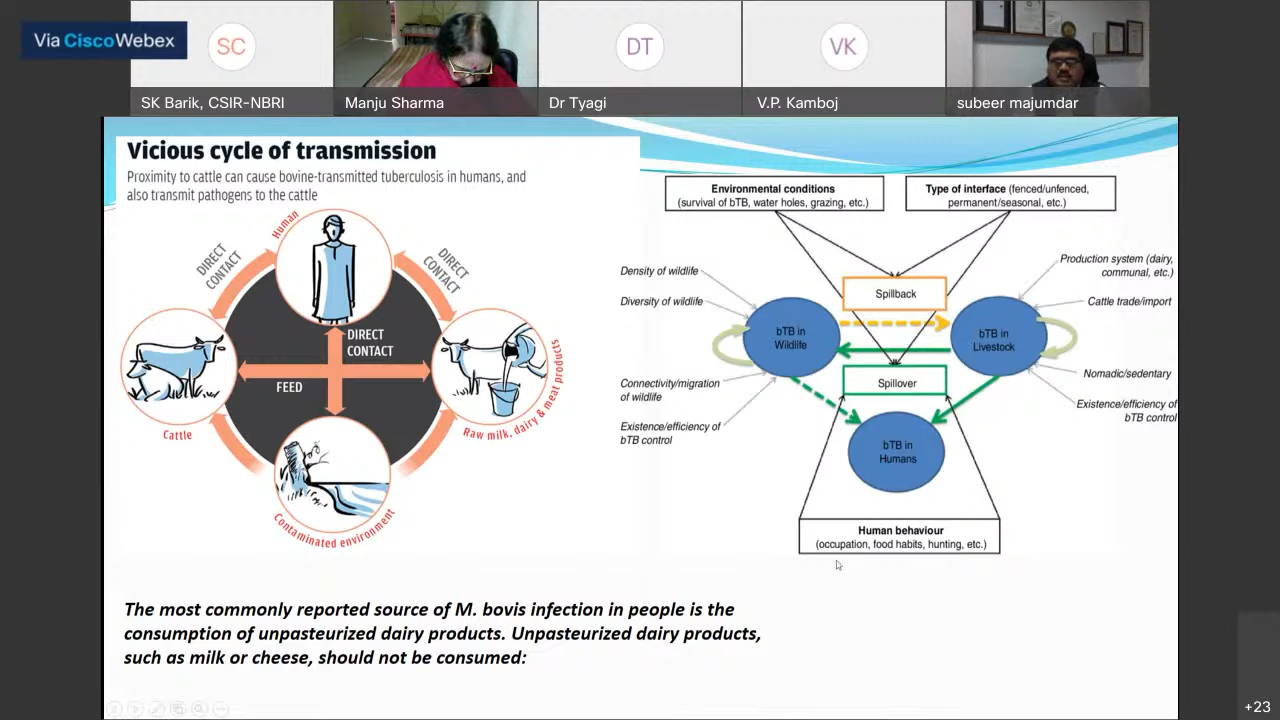 Via CiscoWebex
SC
DT
VK
SK Barik, CSIR-NBRI
Manju Sharma
Dr Tyagi
V.P. Kamboj
subeer majumdar
Vicious cycle of transmission
Proximity to cattle can cause bovine-transmitted tuberculosis in humans, and
also transmit pathogens to the cattle
Human
DIRECT
CONTACT
DIRECT
CONTACT
DIRECT
CONTACT
FEED
Cattle
Raw milk, dairy & meat products
Contaminated environment
Environmental conditions
(survival of bTB, water holes, grazing, etc.)
Type of interface (fenced/unfenced,
permanent/seasonal, etc.)
Density of wildlife
Diversity of wildlife
Connectivity/migration
of wildlife
Existence/efficiency of
bTB control
Spillback
bTB in
Wildlife
bTB in
Livestock
Spillover
bTB in
Humans
Production system (dairy,
communal, etc.)
Cattle trade/import
Nomadic/sedentary
Existence/efficiency of
bTB control
Human behaviour
(occupation, food habits, hunting, etc.)
The most commonly reported source of M. bovis infection in people is the
consumption of unpasteurized dairy products. Unpasteurized dairy products,
such as milk or cheese, should not be consumed:
+23